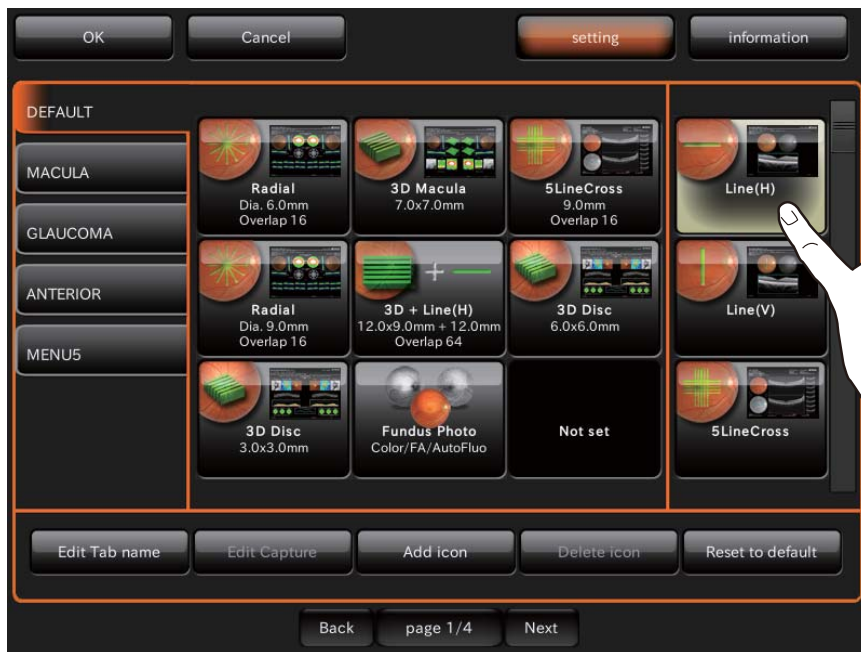 OK
Cancel
setting
information
DEFAULT
MACULA
GLAUCOMA
ANTERIOR
MENU5
Radial
Dia. 6.0mm
Overlap 16
3D Macula
7.0x7.0mm
5LineCross
9.0mm
Overlap 16
Radial
Dia. 9.0mm
Overlap 16
3D + Line(H)
12.0x9.0mm + 12.0mm
Overlap 64
3D Disc
6.0x6.0mm
3D Disc
3.0x3.0mm
Fundus Photo
Color/FA/AutoFluo
Not set
Line(H)
Line(V)
5LineCross
Edit Tab name
Edit Capture
Add icon
Delete icon
Reset to default
Back
page 1/4
Next